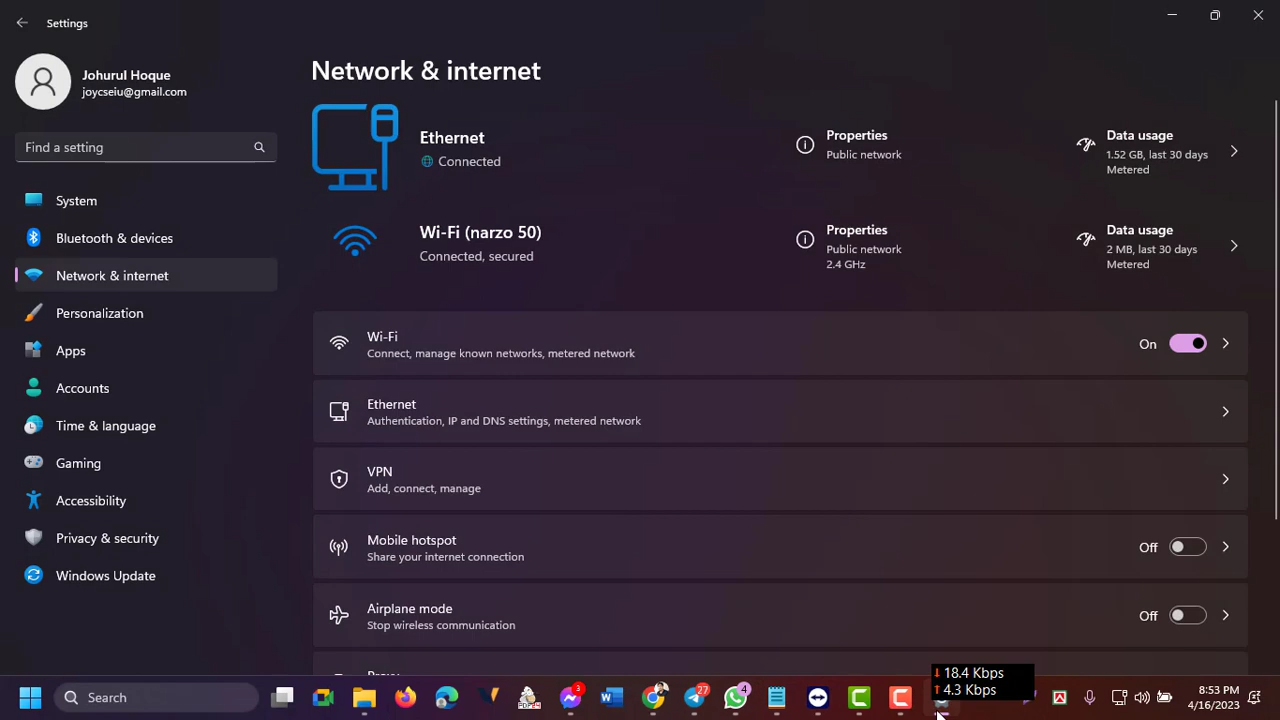 Settings
Johurul Hoque
joycseiu@gmail.com
Find a setting
System
Bluetooth & devices
Network & internet
Personalization
Apps
Accounts
Time & language
Gaming
Accessibility
Privacy & security
Windows Update
Network & internet
Ethernet
Connected
Properties
Public network
Data usage
1.52 GB, last 30 days
Metered
Wi-Fi (narzo 50)
Connected, secured
Properties
Public network
2.4 GHz
Data usage
2 MB, last 30 days
Metered
Wi-Fi
Connect, manage known networks, metered network
On
Ethernet
Authentication, IP and DNS settings, metered network
VPN
Add, connect, manage
Mobile hotspot
Share your internet connection
Off
Airplane mode
Stop wireless communication
Off
↓ 18.4 Kbps
↑ 4.3 Kbps
Search
PDF24
3
27
4
8:53 PM
4/16/2023